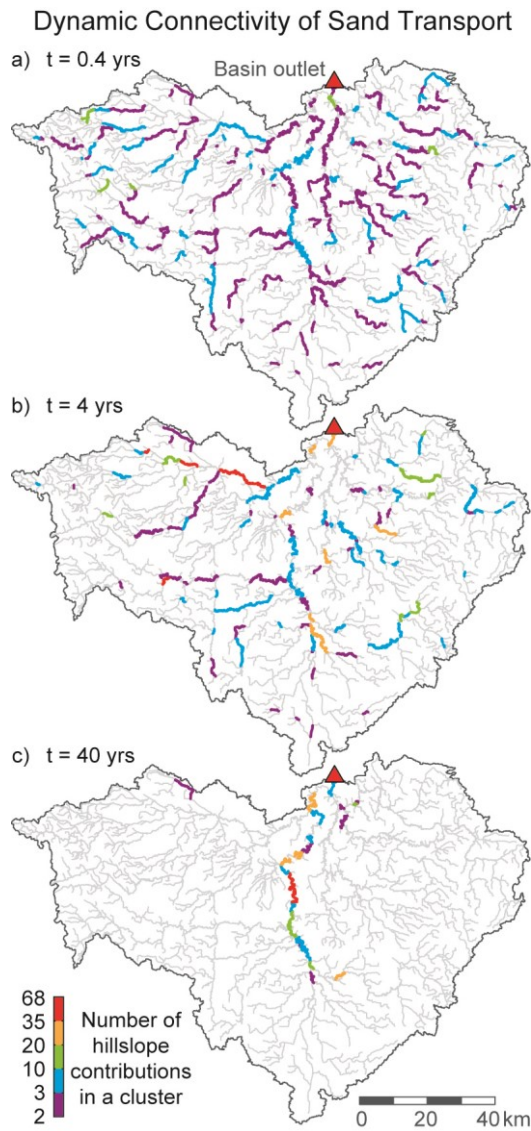 Dynamic Connectivity of Sand Transport
a) t = 0.4 yrs
Basin outlet
b) t = 4 yrs
c) t = 40 yrs
68
35
20
10
3
2
Number of
hillslope
contributions
in a cluster
0 20 40 km